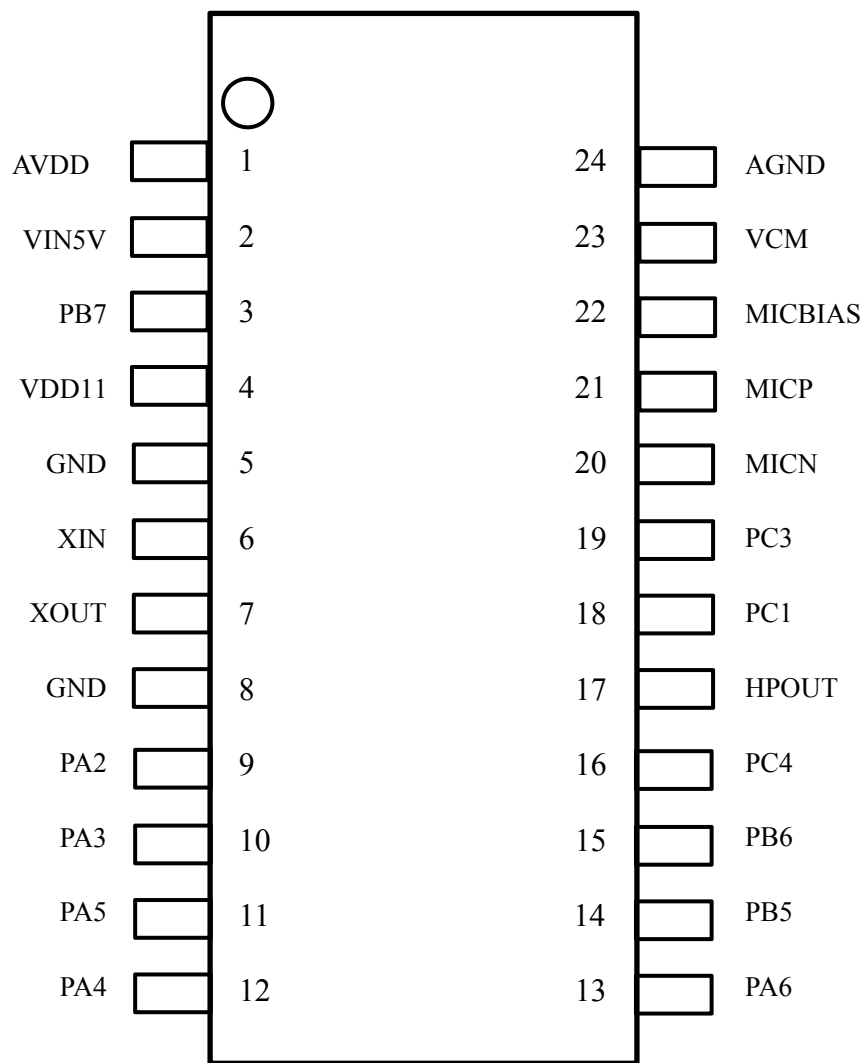 AVDD 1 24 AGND
VIN5V 2 23 VCM
PB7 3 22 MICBIAS
VDD11 4 21 MICP
GND 5 20 MICN
XIN 6 19 PC3
XOUT 7 18 PC1
GND 8 17 HPOUT
PA2 9 16 PC4
PA3 10 15 PB6
PA5 11 14 PB5
PA4 12 13 PA6